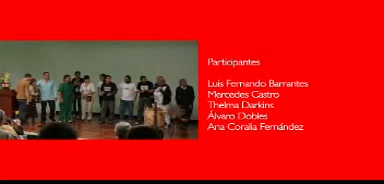 Participantes
Luis Fernando Barrantes
Mercedes Castro
Thelma Darkins
Álvaro Dobles
Ana Coralia Fernández